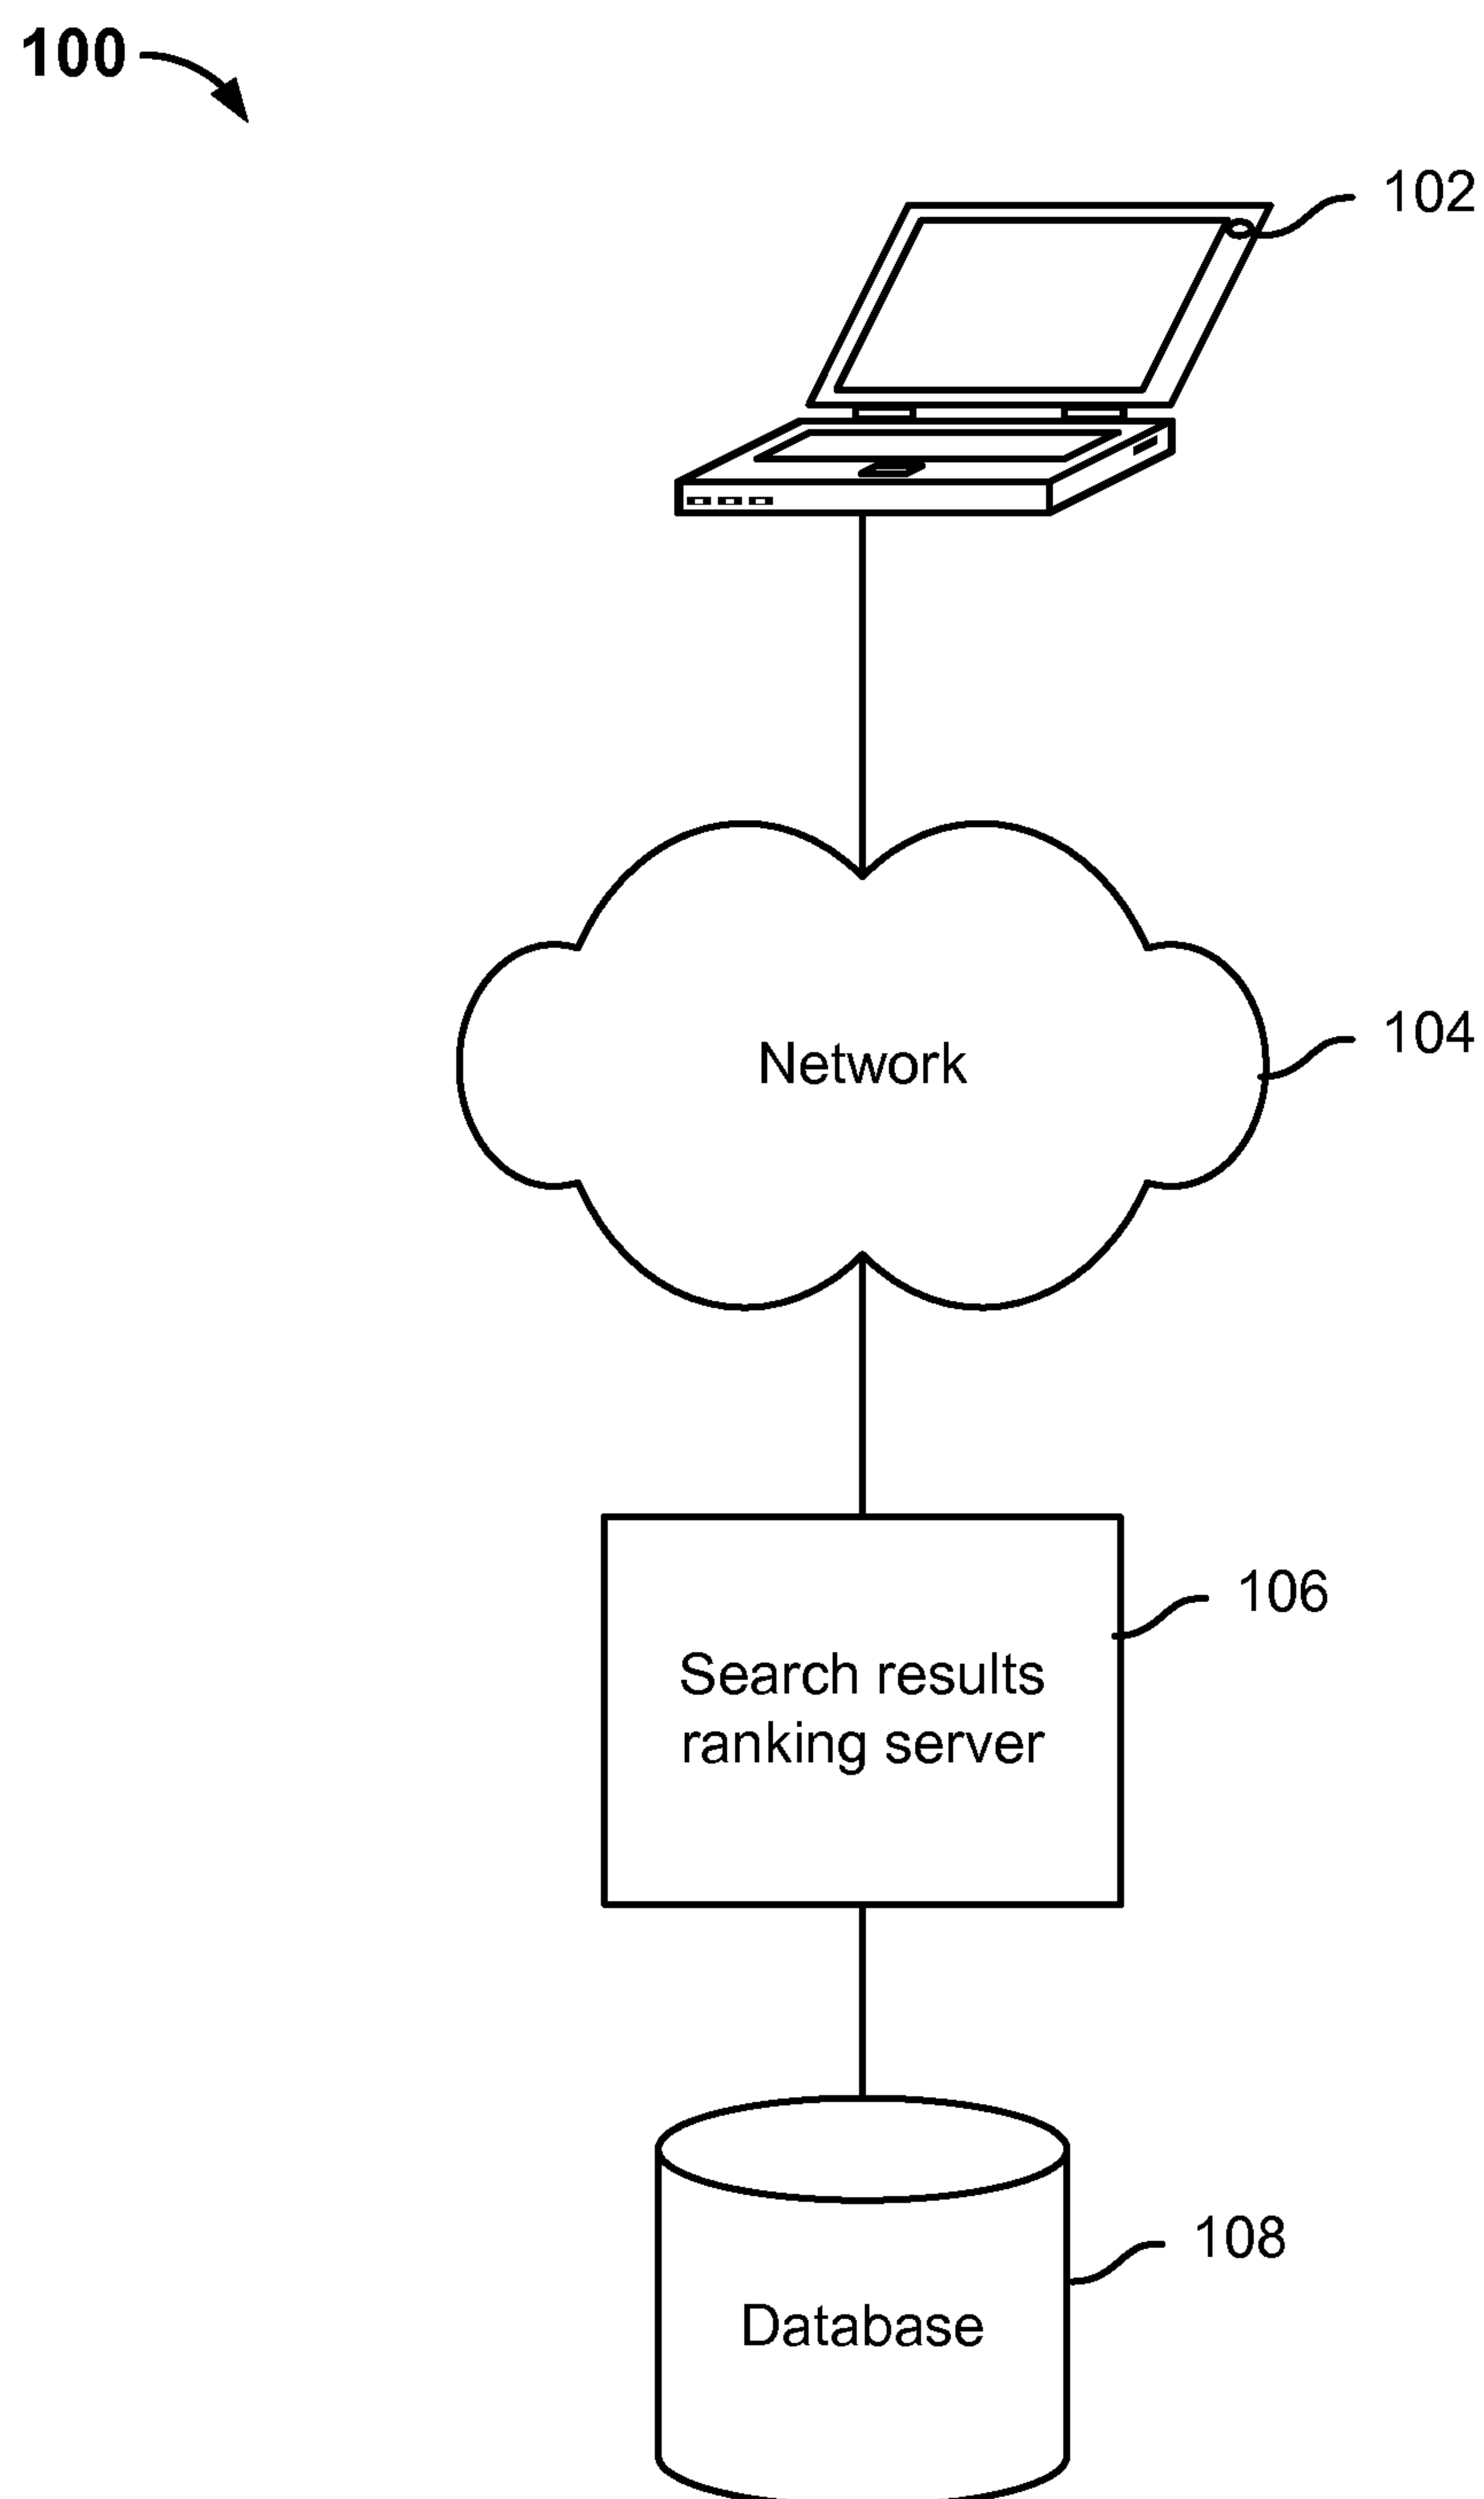 100
102
Network
104
106
Search results
ranking server
108
Database